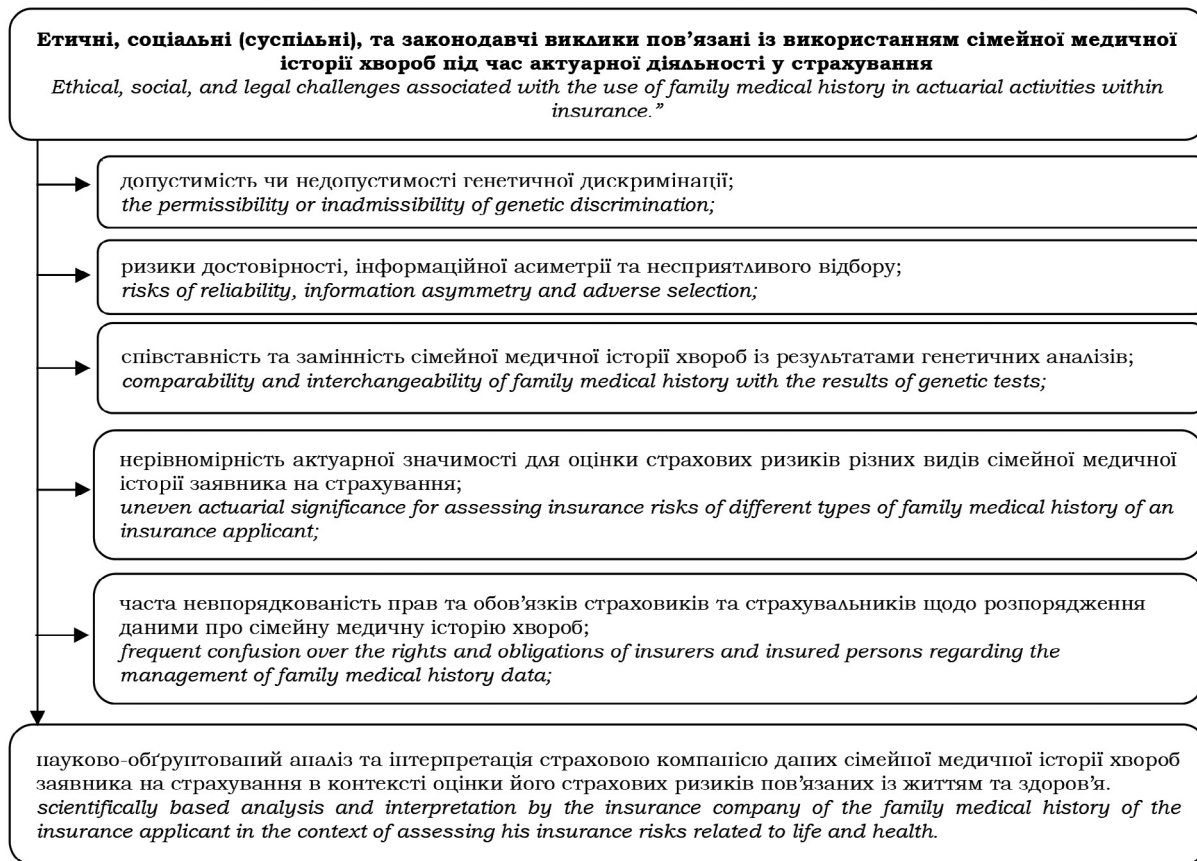 Етичні, соціальні (суспільні), та законодавчі виклики пов’язані із використанням сімейної медичної
історії хвороб під час актуарної діяльності у страхування
Ethical, social, and legal challenges associated with the use of family medical history in actuarial activities within
insurance.”
допустимість чи недопустимості генетичної дискримінації;
the permissibility or inadmissibility of genetic discrimination;
ризики достовірності, інформаційної асиметрії та несприятливого відбору;
risks of reliability, information asymmetry and adverse selection;
співставність та замінність сімейної медичної історії хвороб із результатами генетичних аналізів;
comparability and interchangeability of family medical history with the results of genetic tests;
нерівномірність актуарної значимості для оцінки страхових ризиків різних видів сімейної медичної
історії заявника на страхування;
uneven actuarial significance for assessing insurance risks of different types of family medical history of an
insurance applicant;
часта невпорядкованість прав та обов’язків страховиків та страхувальників щодо розпорядження
даними про сімейну медичну історію хвороб;
frequent confusion over the rights and obligations of insurers and insured persons regarding the
management of family medical history data;
пауково-обґруптований апаліз та іптерпретація страховою компапією дапих сімейпої медичпої історії хвороб
заявника на страхування в контексті оцінки його страхових ризиків пов’язаних із життям та здоров’я.
scientifically based analysis and interpretation by the insurance company of the family medical history of the
insurance applicant in the context of assessing his insurance risks related to life and health.